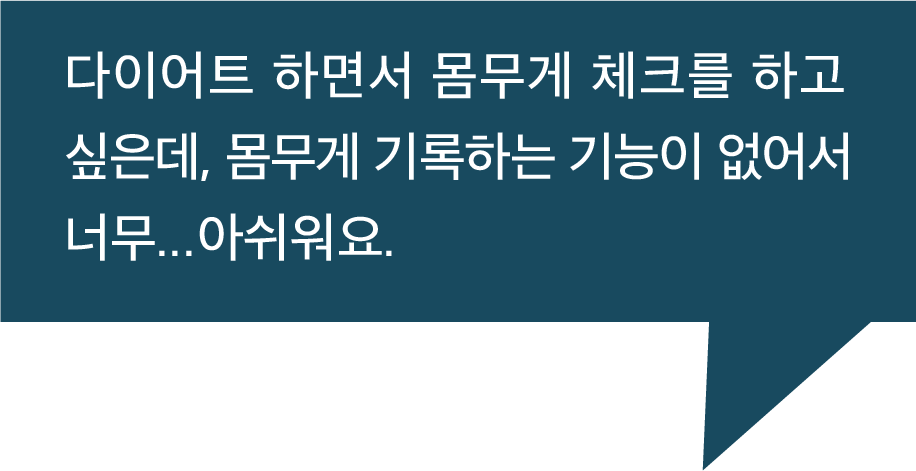 다이어트 하면서 몸무게 체크를 하고
싶은데, 몸무게 기록하는 기능이 없어서
너무...아쉬워요.